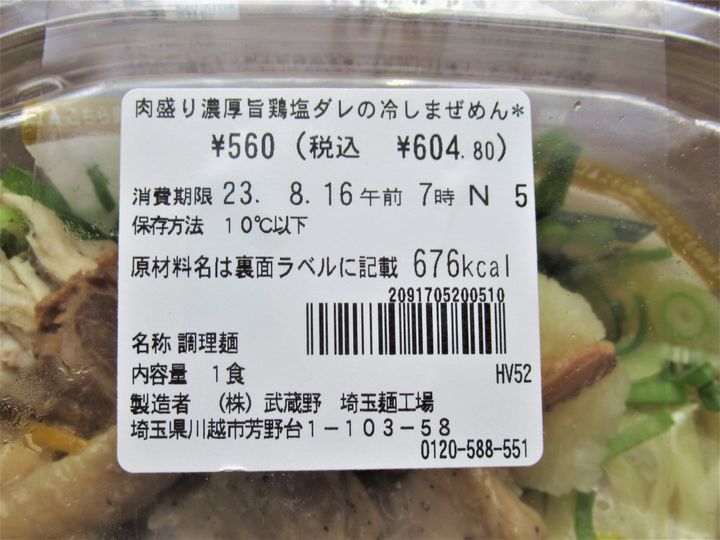 肉盛り濃厚旨鶏塩ダレの冷しまぜめん*
¥560（税込 ¥604.80）
消費期限 23. 8.16午前 7時 N 5
保存方法 10℃以下
原材料名は裏面ラベルに記載 676kcal
2091705200510
名称 調理麺
内容量 1食 HV52
製造者 （株）武蔵野 埼玉麺工場
埼玉県川越市芳野台1-103-58
0120-588-551